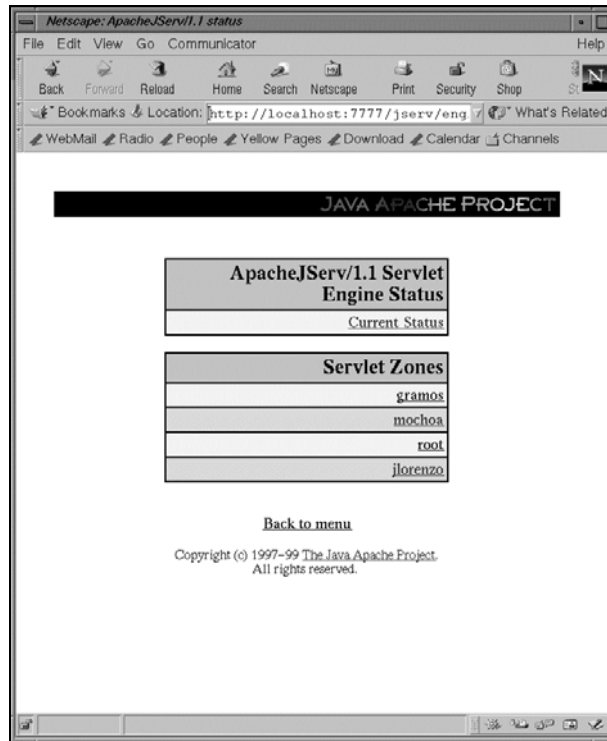 Netscape: ApacheJServ/1.1 status
File Edit View Go Communicator Help
Back Forward Reload Home Search Netscape Print Security Shop St N
Bookmarks Location: http://localhost:7777/jserv/eng What's Related
WebMail Radio People Yellow Pages Download Calendar Channels
JAVA APACHE PROJECT
ApacheJServ/1.1 Servlet
Engine Status
Current Status
Servlet Zones
gramos
mochoa
root
jlorenzo
Back to menu
Copyright (c) 1997-99 The Java Apache Project.
All rights reserved.